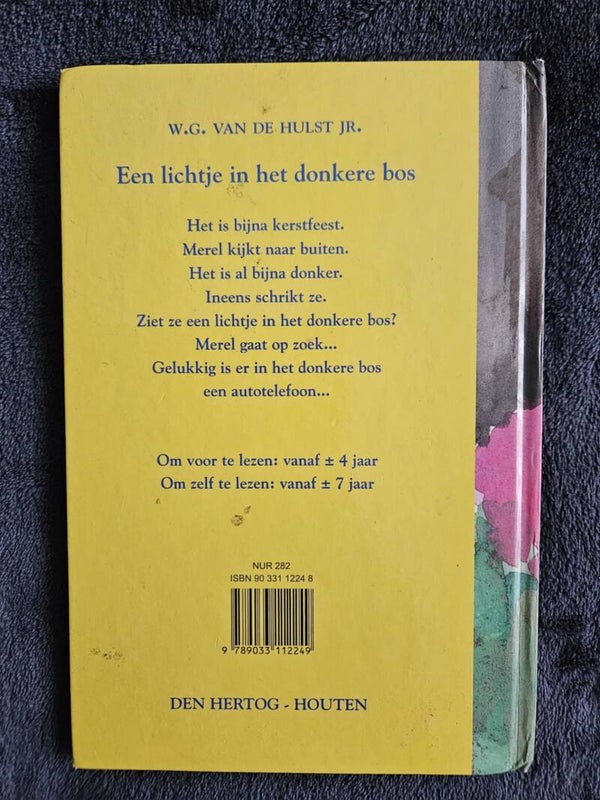 W.G. VAN DE HULST JR.
Een lichtje in het donkere bos
Het is bijna kerstfeest.
Merel kijkt naar buiten.
Het is al bijna donker.
Ineens schrikt ze.
Ziet ze een lichtje in het donkere bos?
Merel gaat op zoek...
Gelukkig is er in het donkere bos
een autotelefoon...
Om voor te lezen: vanaf ± 4 jaar
Om zelf te lezen: vanaf ± 7 jaar
NUR 282
ISBN 90 331 1224 8
9 789033 112249
DEN HERTOG - HOUTEN